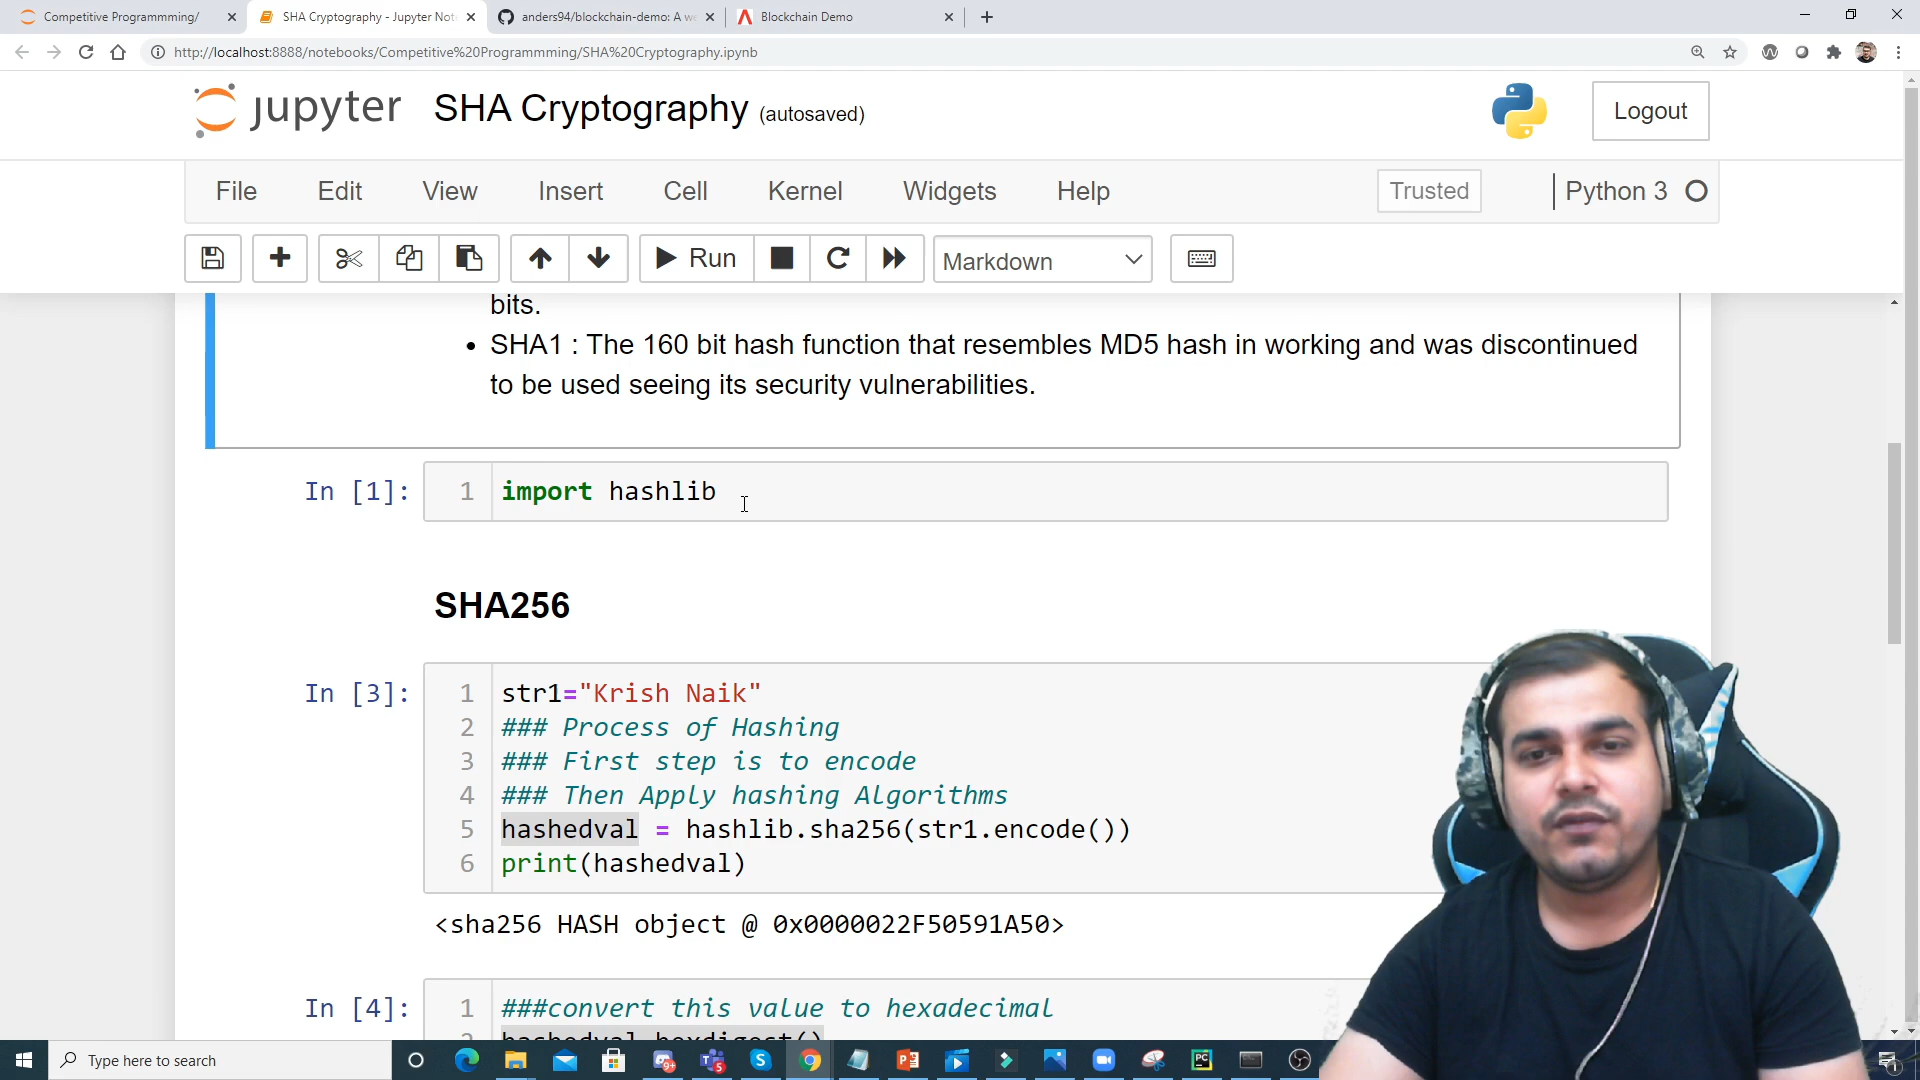 Competitive Programmming/
SHA Cryptography - Jupyter Not
anders94/blockchain-demo: A we
Blockchain Demo
http://localhost:8888/notebooks/Competitive%20Programmming/SHA%20Cryptography.ipynb
jupyter SHA Cryptography (autosaved)
Logout
File Edit View Insert Cell Kernel Widgets Help Trusted Python 3
Run Markdown
bits.
• SHA1 : The 160 bit hash function that resembles MD5 hash in working and was discontinued
to be used seeing its security vulnerabilities.
In [1]: 1 import hashlib
SHA256
In [3]: 1 str1="Krish Naik"
2 ### Process of Hashing
3 ### First step is to encode
4 ### Then Apply hashing Algorithms
5 hashedval = hashlib.sha256(str1.encode())
6 print(hashedval)
<sha256 HASH object @ 0x0000022F50591A50>
In [4]: 1 ###convert this value to hexadecimal
2 hashedval.hexdigest()
Type here to search